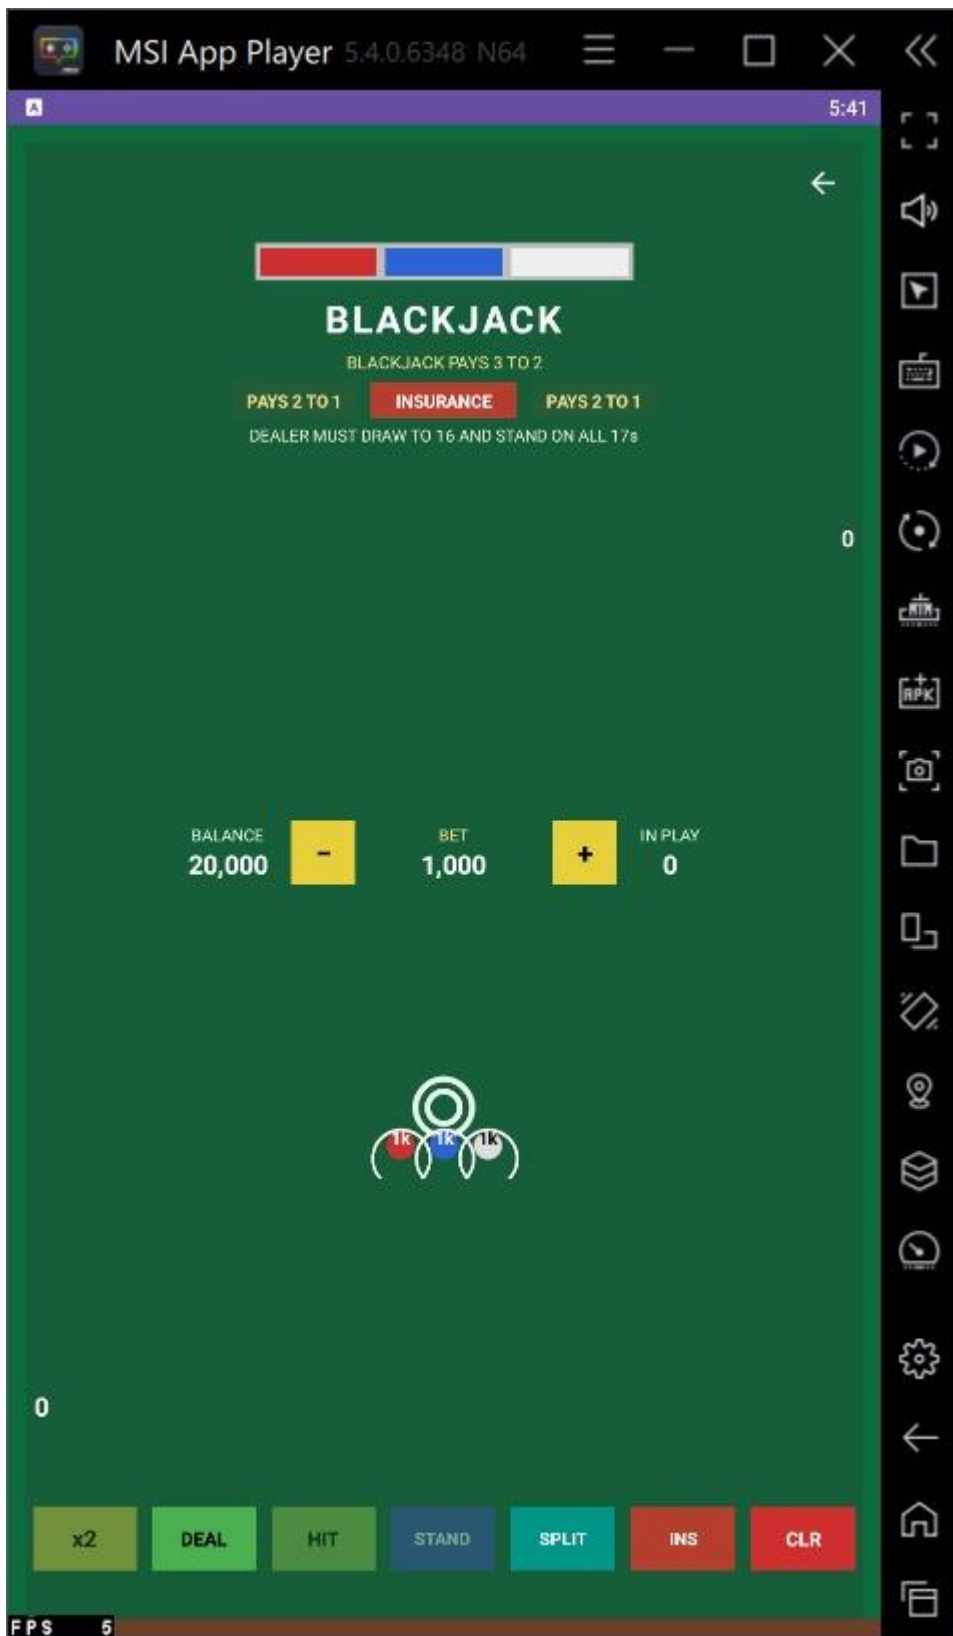 MSI App Player 5.4.0.6348 N64
A 5:41
BLACKJACK
BLACKJACK PAYS 3 TO 2
PAYS 2 TO 1 INSURANCE PAYS 2 TO 1
DEALER MUST DRAW TO 16 AND STAND ON ALL 17s
0
RPK
BALANCE - BET + IN PLAY
20,000 1,000 0
1k 1k 1k
0
x2 DEAL HIT STAND SPLIT INS CLR
FPS 5